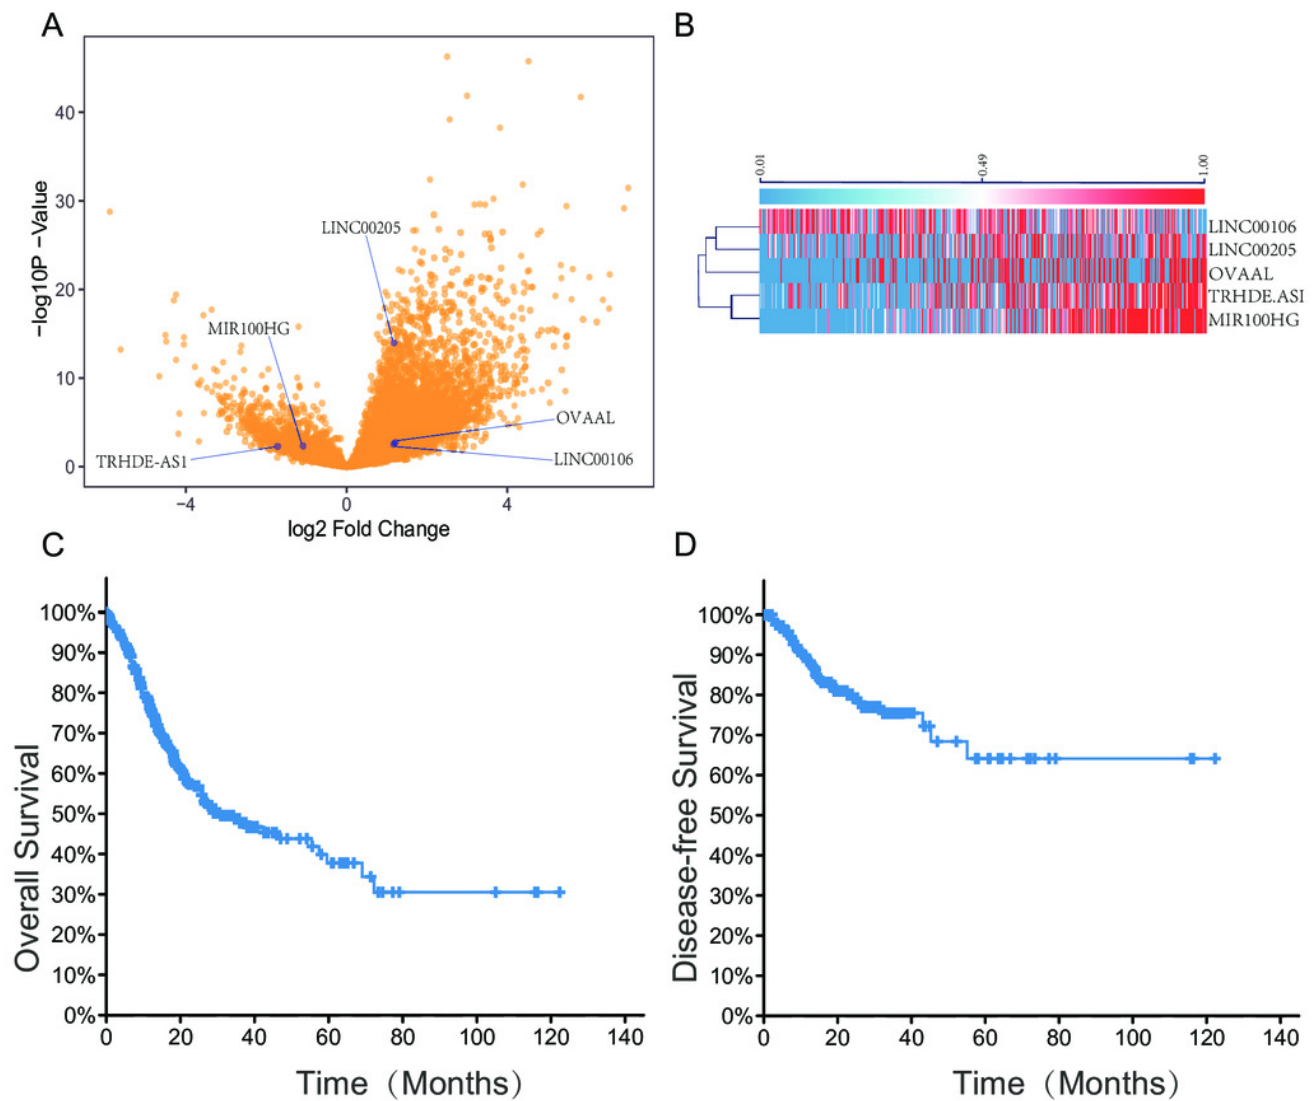 A
−log10P −Value
40
30
20
10
0
LINC00205
MIR100HG
OVAAL
TRHDE-AS1
LINC00106
−4
0
4
log2 Fold Change
B
0.01
0.49
1.00
LINC00106
LINC00205
OVAAL
TRHDE.AS1
MIR100HG
C
Overall Survival
100%
90%
80%
70%
60%
50%
40%
30%
20%
10%
0%
0 20 40 60 80 100 120 140
Time (Months)
D
Disease-free Survival
100%
90%
80%
70%
60%
50%
40%
30%
20%
10%
0%
0 20 40 60 80 100 120 140
Time (Months)